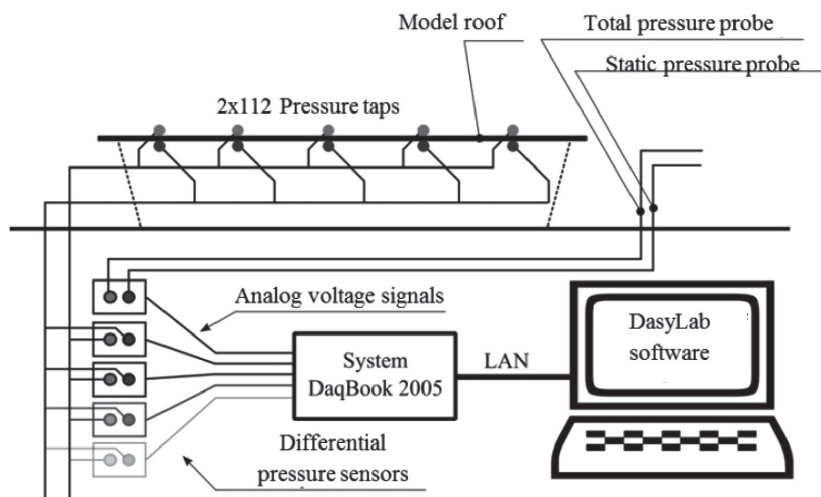 Model roof
Total pressure probe
Static pressure probe
2x112 Pressure taps
Analog voltage signals
System
DaqBook 2005
LAN
DasyLab
software
Differential
pressure sensors